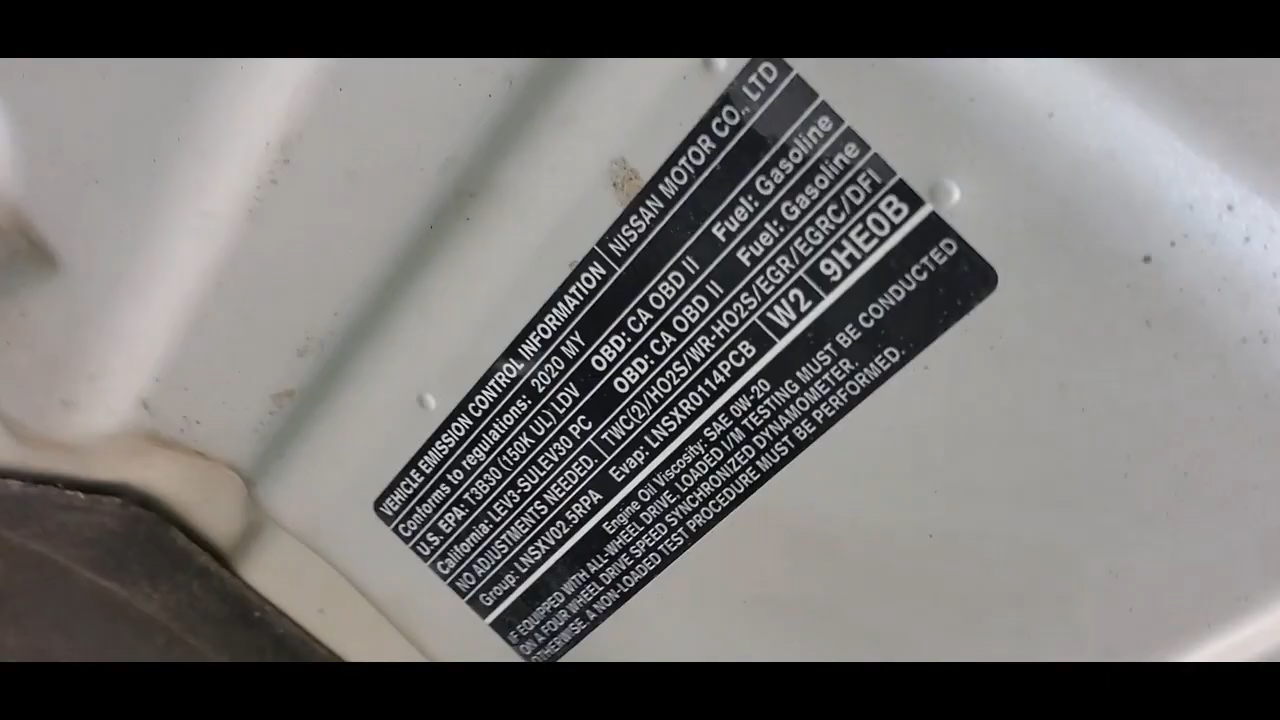 VEHICLE EMISSION CONTROL INFORMATION NISSAN MOTOR CO., LTD
Conforms to regulations: 2020 MY
U.S. EPA: T3B30 (150K UL) LDV OBD: CA OBD II Fuel: Gasoline
California: LEV3-SULEV30 PC OBD: CA OBD II Fuel: Gasoline
NO ADJUSTMENTS NEEDED. TWC(2)/HO2S/WR-HO2S/EGR/EGRC/DFI
Group: LNSXV02.5RPA Evap: LNSXR0114PCB W2 9HE0B
Engine Oil Viscosity: SAE 0W-20
IF EQUIPPED WITH ALL-WHEEL DRIVE, LOADED I/M TESTING MUST BE CONDUCTED
ON A FOUR WHEEL DRIVE SPEED SYNCHRONIZED DYNAMOMETER.
OTHERWISE, A NON-LOADED TEST PROCEDURE MUST BE PERFORMED.